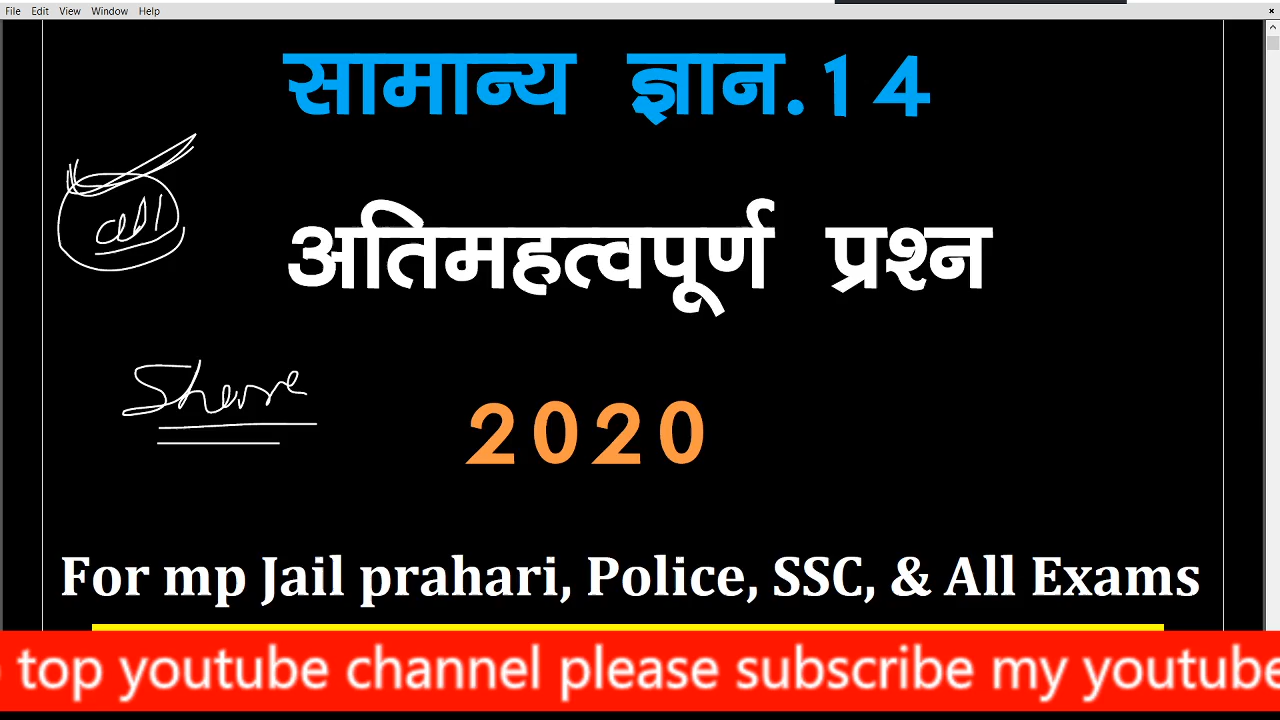 File Edit View Window Help
सामान्य ज्ञान.14
अतिमहत्वपूर्ण प्रश्न
Share
2020
For mp Jail prahari, Police, SSC, & All Exams
top youtube channel please subscribe my youtube